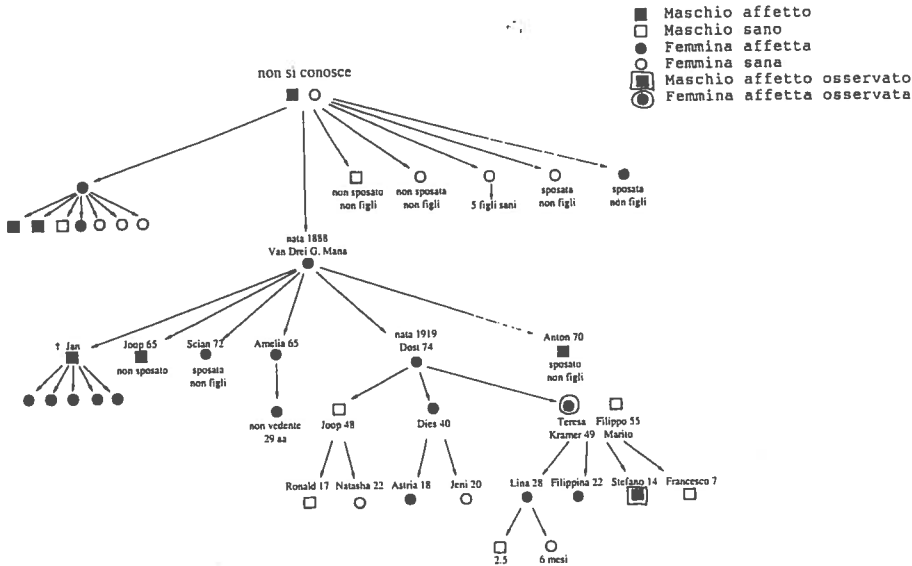 Maschio affetto
Maschio sano
Femmina affetta
Femmina sana
Maschio affetto osservato
Femmina affetta osservata
non si conosce
non sposato
non figli
non sposata
non figli
5 figli sani
sposata
non figli
sposata
non figli
nata 1888
Van Drei G. Mana
† Jan
Joop 65
non sposato
Scian 72
sposata
non figli
Amelia 65
nata 1919
Dost 74
Anton 70
sposato
non figli
non vedente
29 aa
Joop 48
Dies 40
Teresa
Kramer 49
Filippo 55
Marito
Ronald 17
Natasha 22
Astria 18
Jeni 20
Lina 28
Filippina 22
Stefano 14
Francesco 7
2.5
6 mesi